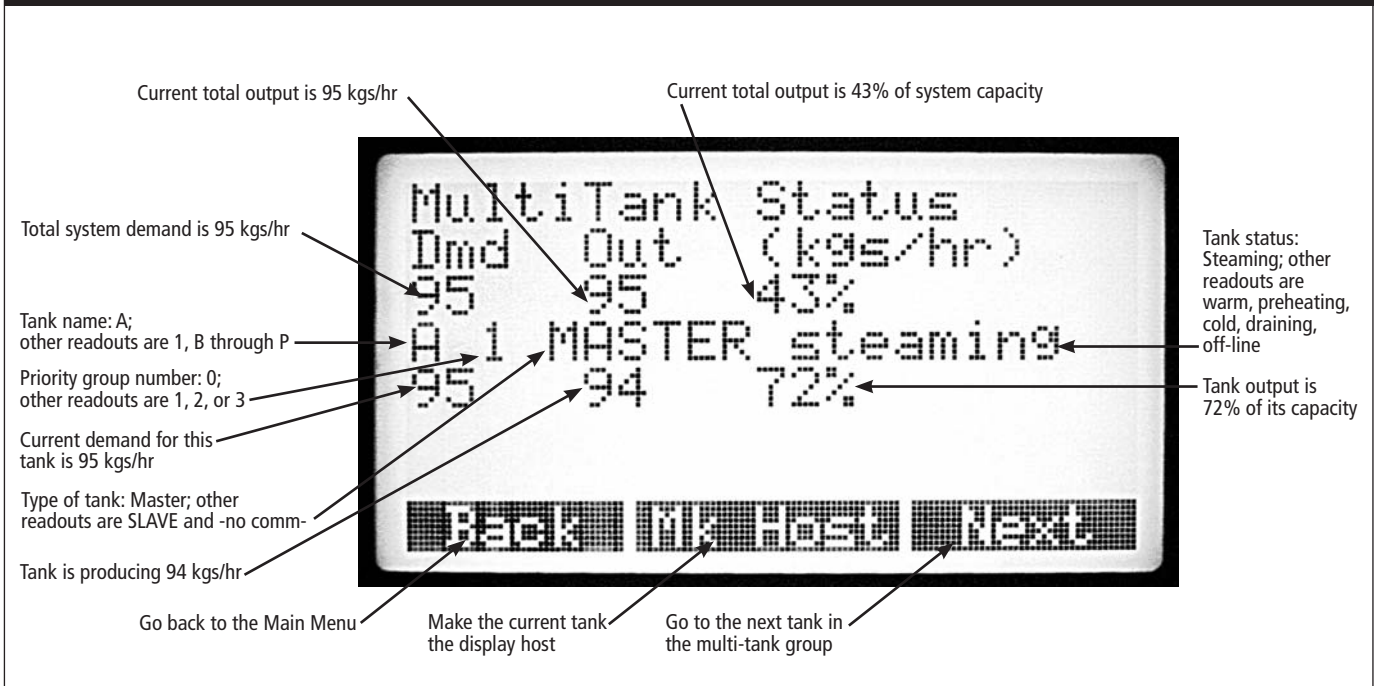 Current total output is 95 kgs/hr
Current total output is 43% of system capacity
MultiTank Status
Dmd Out (kgs/hr)
95 95 43%
A 1 MASTER steaming
95 94 72%
Back Mk Host Next
Total system demand is 95 kgs/hr
Tank name: A;
other readouts are 1, B through P
Priority group number: 0;
other readouts are 1, 2, or 3
Current demand for this
tank is 95 kgs/hr
Type of tank: Master; other
readouts are SLAVE and -no comm-
Tank is producing 94 kgs/hr
Go back to the Main Menu
Make the current tank
the display host
Go to the next tank in
the multi-tank group
Tank status:
Steaming; other
readouts are
warm, preheating,
cold, draining,
off-line
Tank output is
72% of its capacity